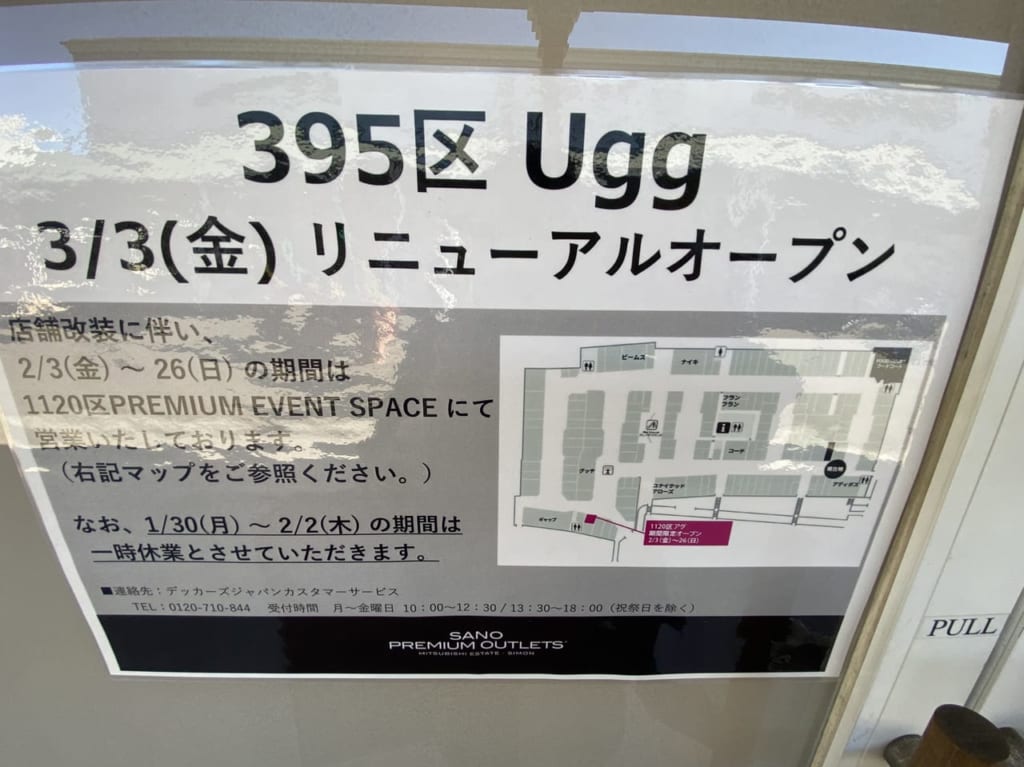 395区 Ugg
3/3(金) リニューアルオープン
店舗改装に伴い、
2/3(金) ～ 26(日) の期間は
1120区PREMIUM EVENT SPACE にて
営業いたしております。
（右記マップをご参照ください。）
なお、1/30(月) ～ 2/2(木) の期間は
一時休業とさせていただきます。
■連絡先：デッカーズジャパンカスタマーサービス
TEL：0120-710-844 受付時間 月～金曜日 10：00～12：30 / 13：30～18：00（祝祭日を除く）
ビームス
ナイキ
フラン
フラン
コーチ
グッチ
ユナイテッド
アローズ
アディダス
ギャップ
1120区アグ
期間限定オープン
2/3(金)～26(日)
SANO
PREMIUM OUTLETS
MITSUBISHI ESTATE · SIMON
PULL